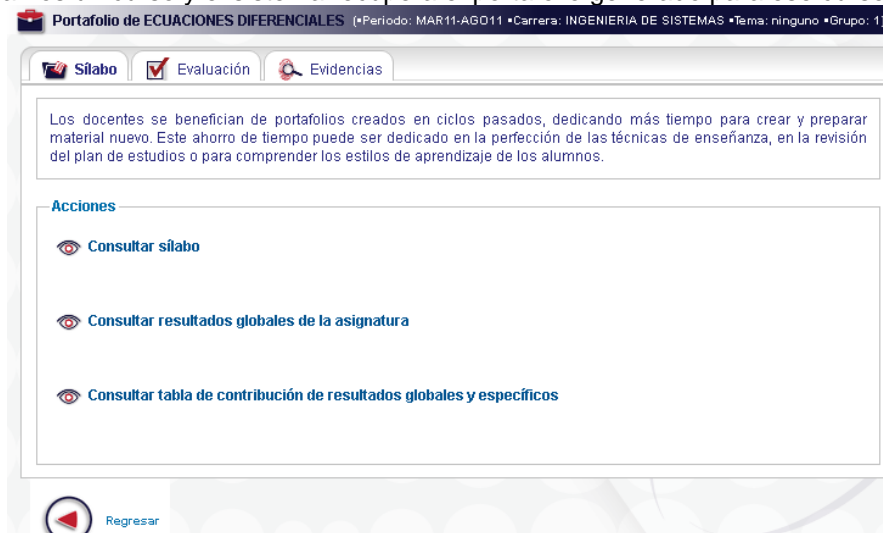 Portafolio de ECUACIONES DIFERENCIALES (•Periodo: MAR11-AGO11 •Carrera: INGENIERIA DE SISTEMAS •Tema: ninguno •Grupo: 1)
Sílabo Evaluación Evidencias
Los docentes se benefician de portafolios creados en ciclos pasados, dedicando más tiempo para crear y preparar
material nuevo. Este ahorro de tiempo puede ser dedicado en la perfección de las técnicas de enseñanza, en la revisión
del plan de estudios o para comprender los estilos de aprendizaje de los alumnos.
Acciones
Consultar sílabo
Consultar resultados globales de la asignatura
Consultar tabla de contribución de resultados globales y específicos
Regresar